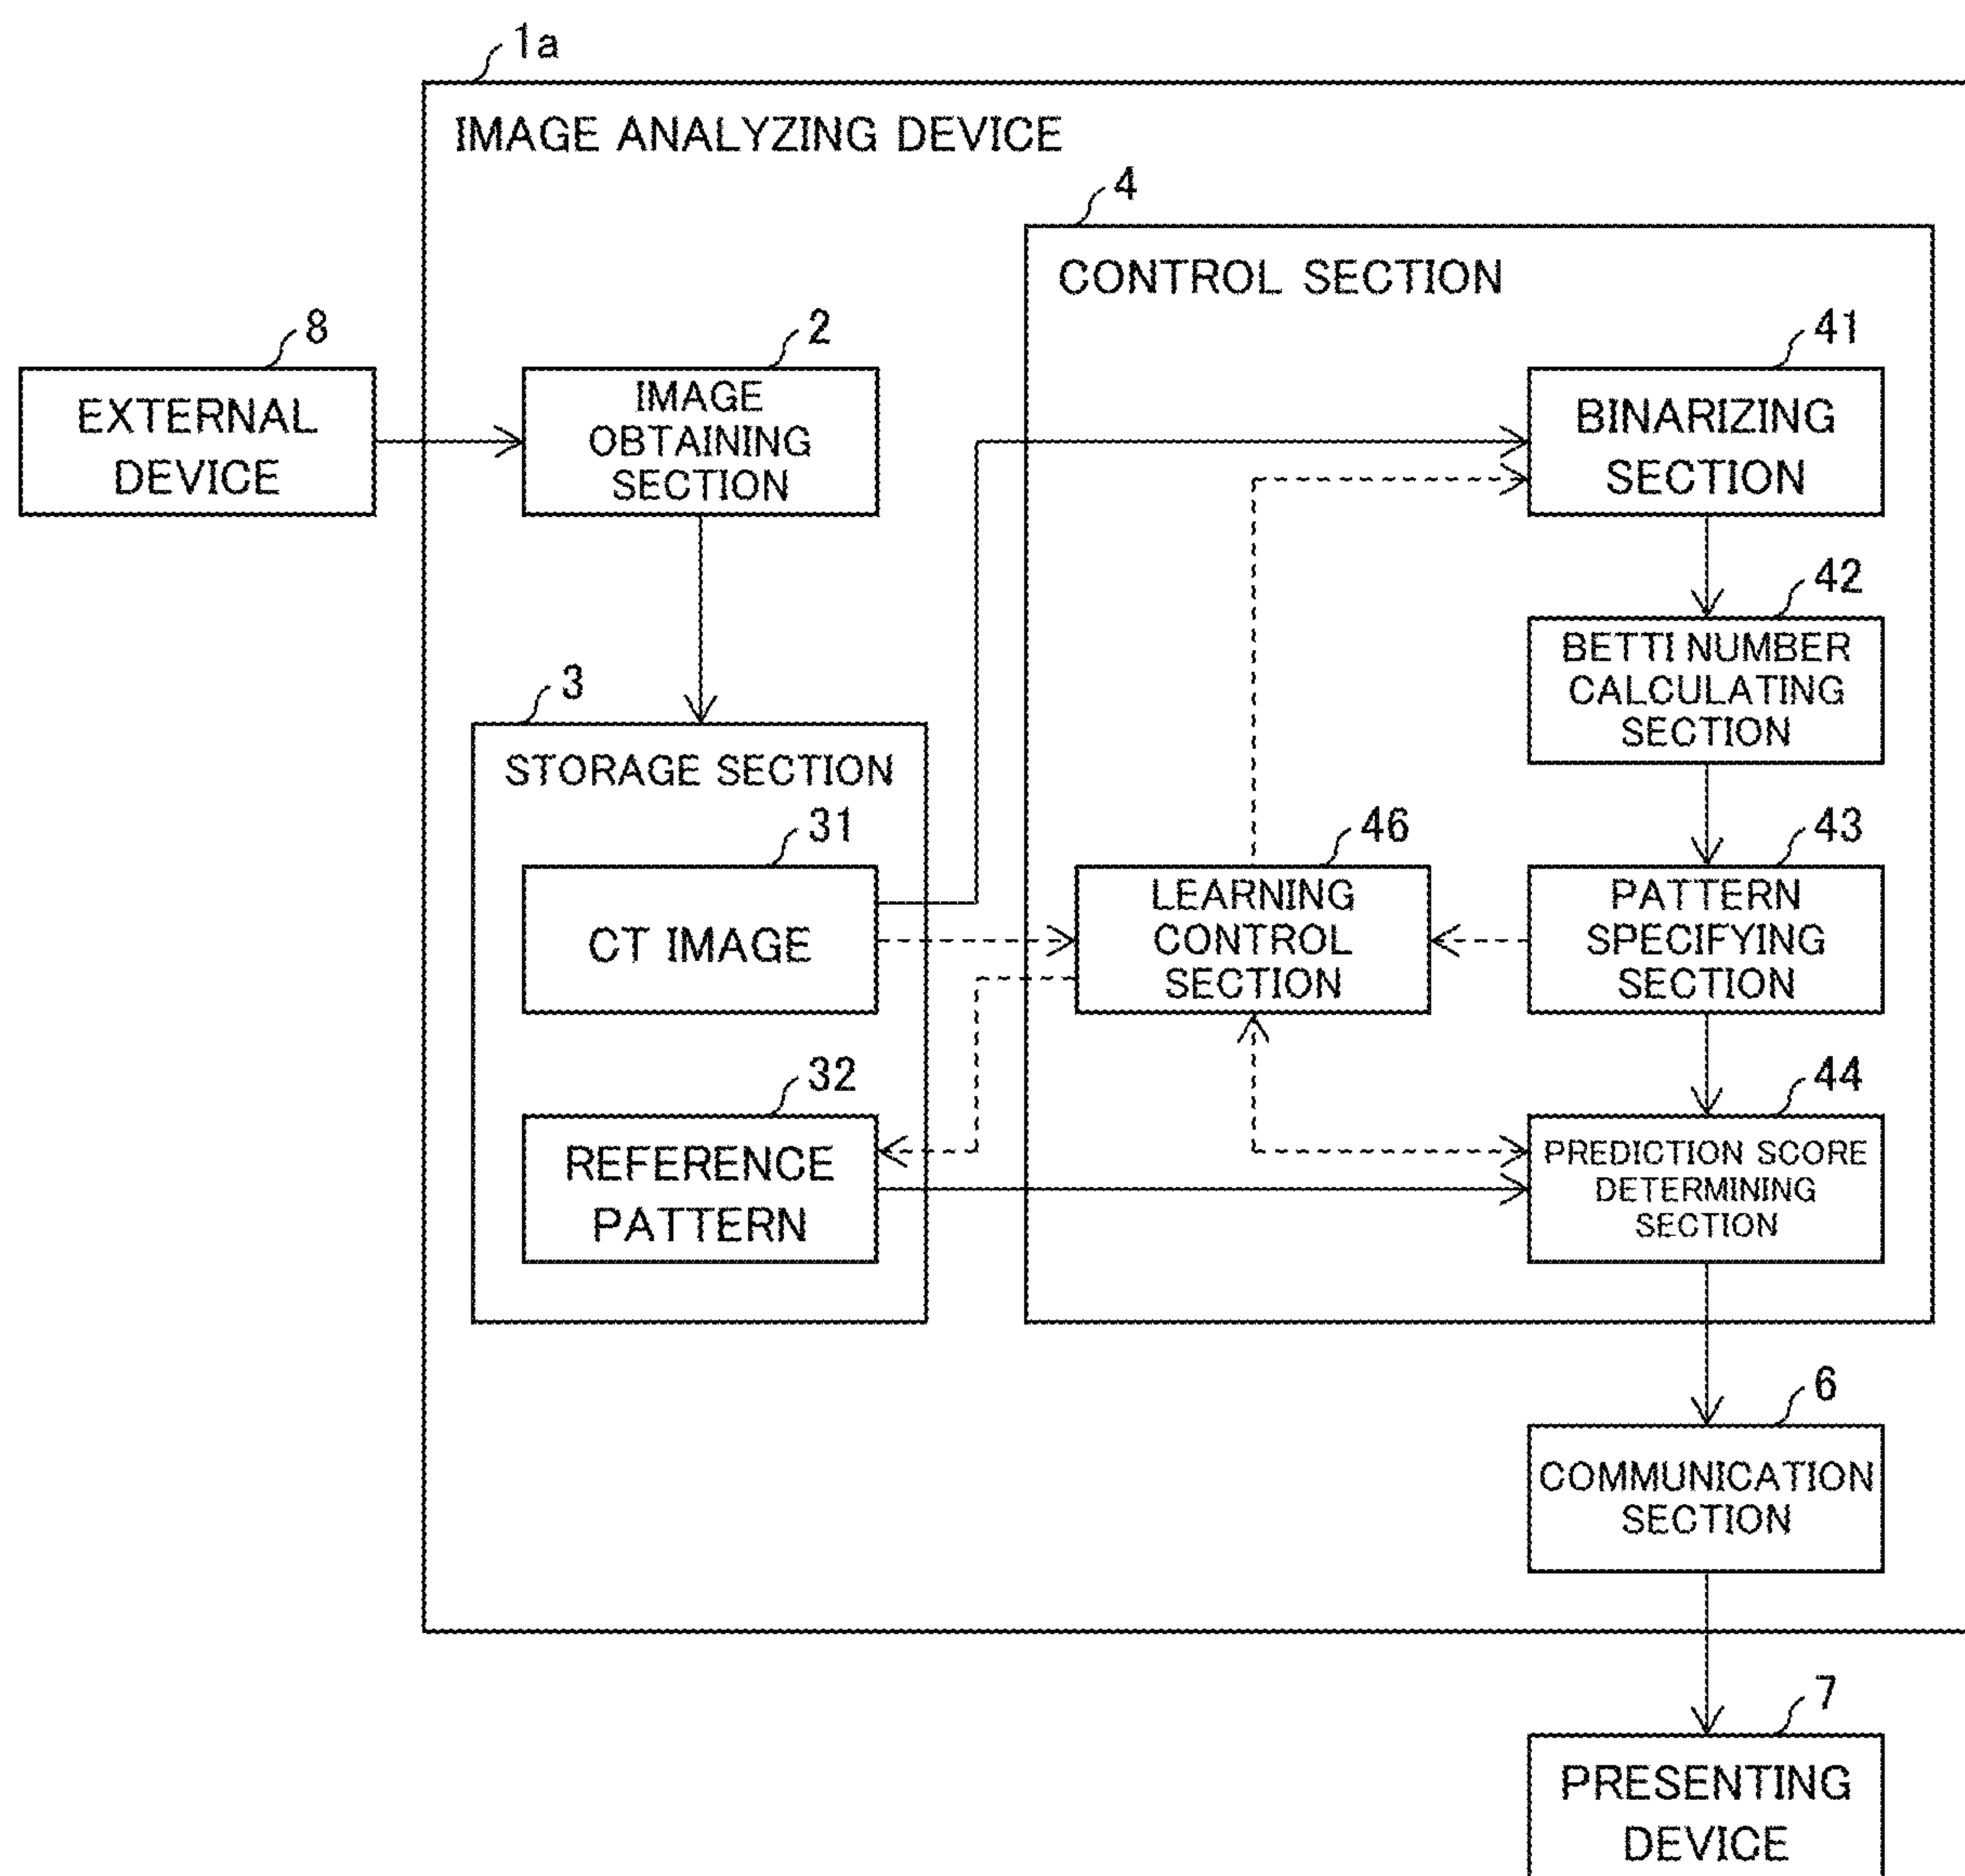 1a
IMAGE ANALYZING DEVICE
4
CONTROL SECTION
8
EXTERNAL
DEVICE
2
IMAGE
OBTAINING
SECTION
41
BINARIZING
SECTION
42
BETTI NUMBER
CALCULATING
SECTION
3
STORAGE SECTION
31
CT IMAGE
46
LEARNING
CONTROL
SECTION
43
PATTERN
SPECIFYING
SECTION
32
REFERENCE
PATTERN
44
PREDICTION SCORE
DETERMINING
SECTION
6
COMMUNICATION
SECTION
7
PRESENTING
DEVICE